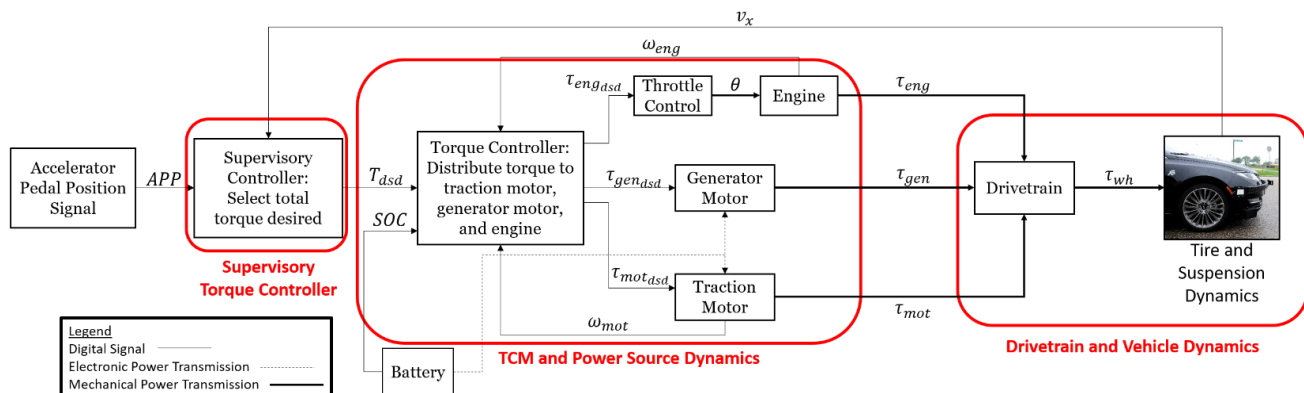 v_x
ω_eng
τ_eng_dsd
Throttle
Control
θ
Engine
τ_eng
Accelerator
Pedal Position
Signal
APP
Supervisory
Controller:
Select total
torque desired
T_dsd
SOC
Torque Controller:
Distribute torque to
traction motor,
generator motor,
and engine
τ_gen_dsd
Generator
Motor
τ_gen
Drivetrain
τ_wh
Tire and
Suspension
Dynamics
Supervisory
Torque Controller
τ_mot_dsd
Traction
Motor
τ_mot
ω_mot
TCM and Power Source Dynamics
Drivetrain and Vehicle Dynamics
Battery
Legend
Digital Signal
Electronic Power Transmission
Mechanical Power Transmission